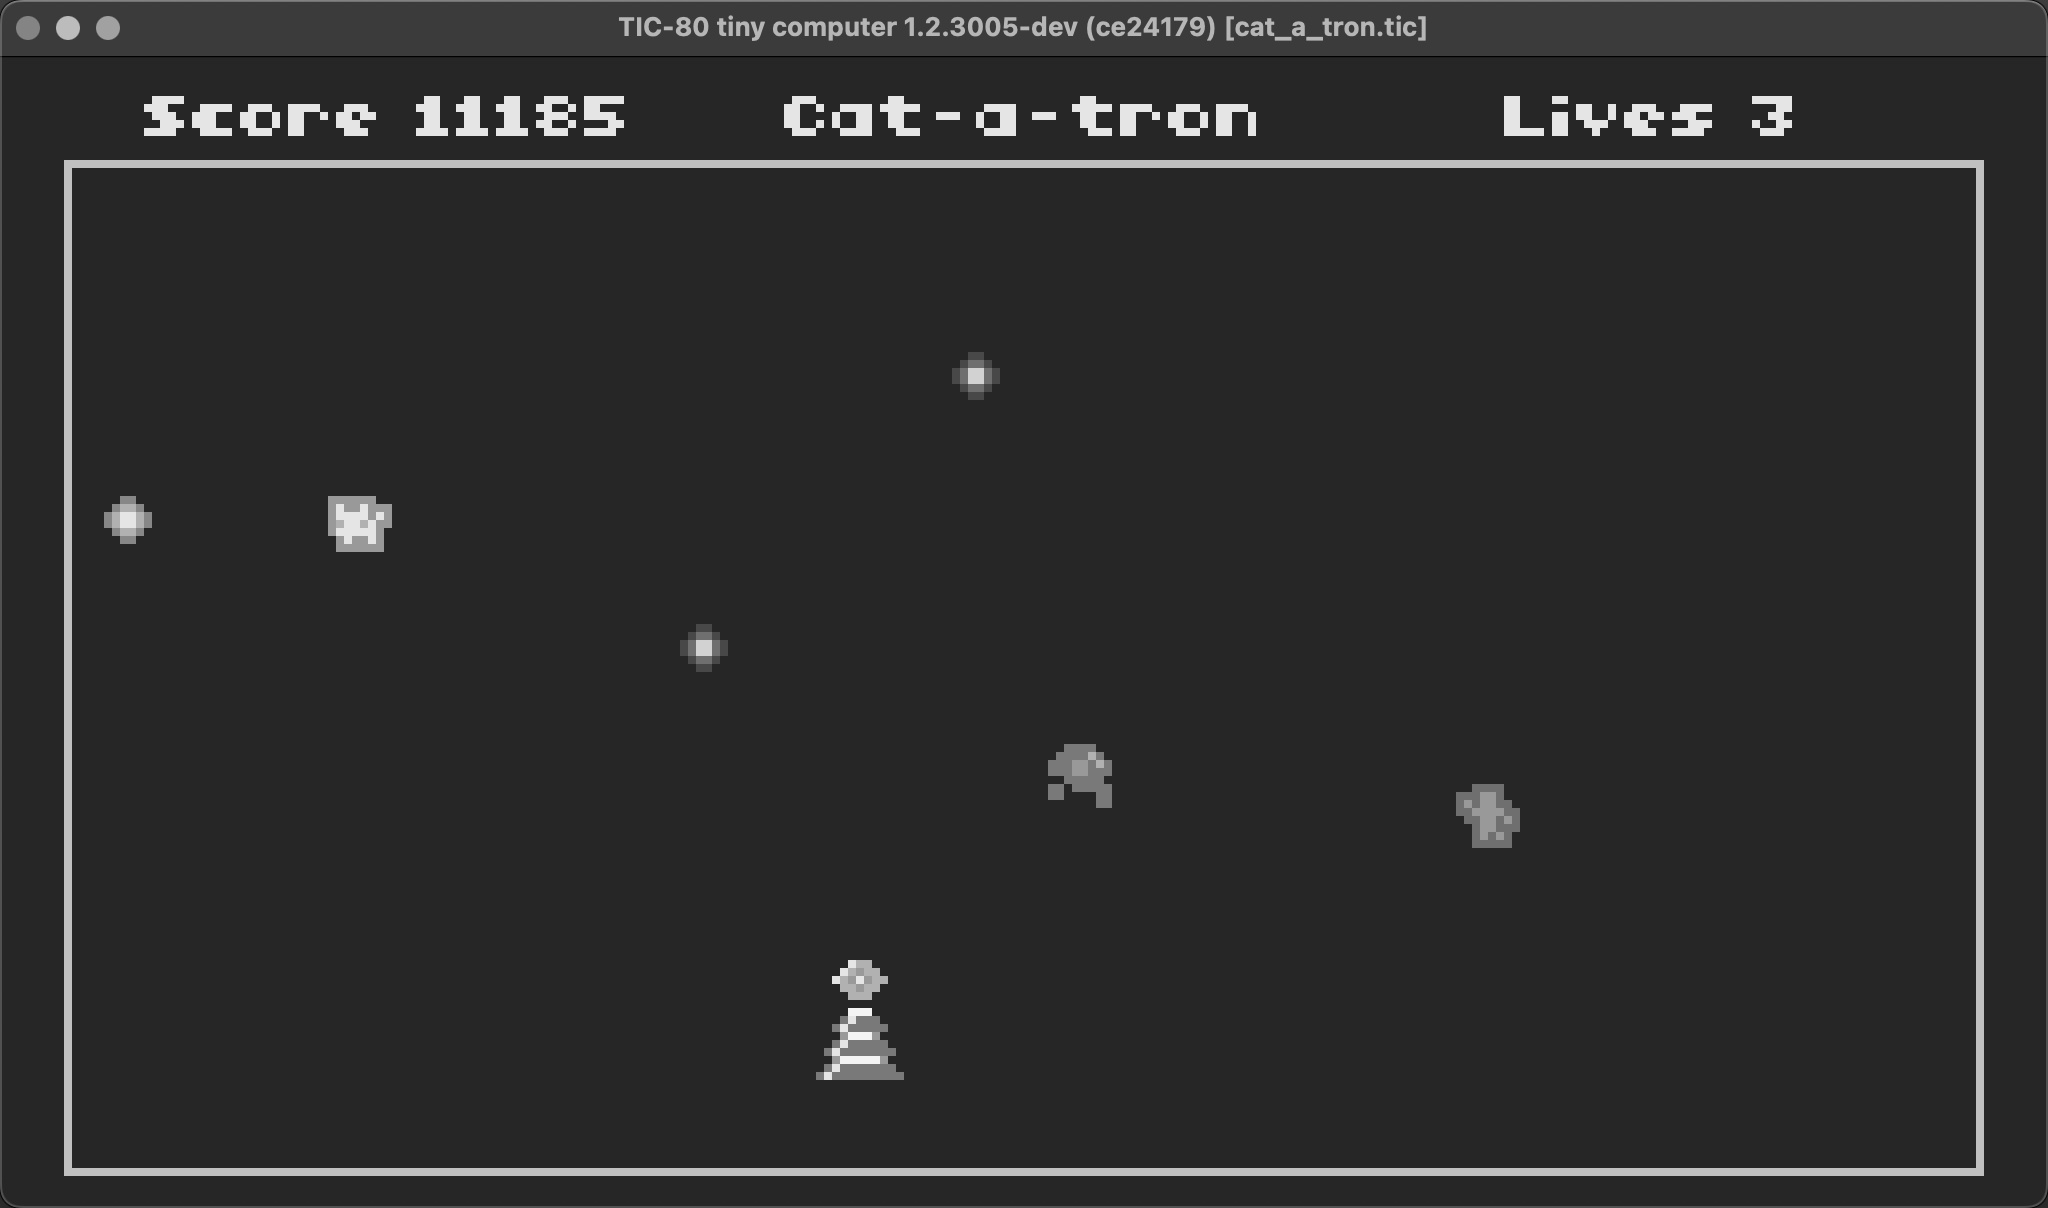 TIC-80 tiny computer 1.2.3005-dev (ce24179) [cat_a_tron.tic]
Score 11185 Cat-a-tron Lives 3